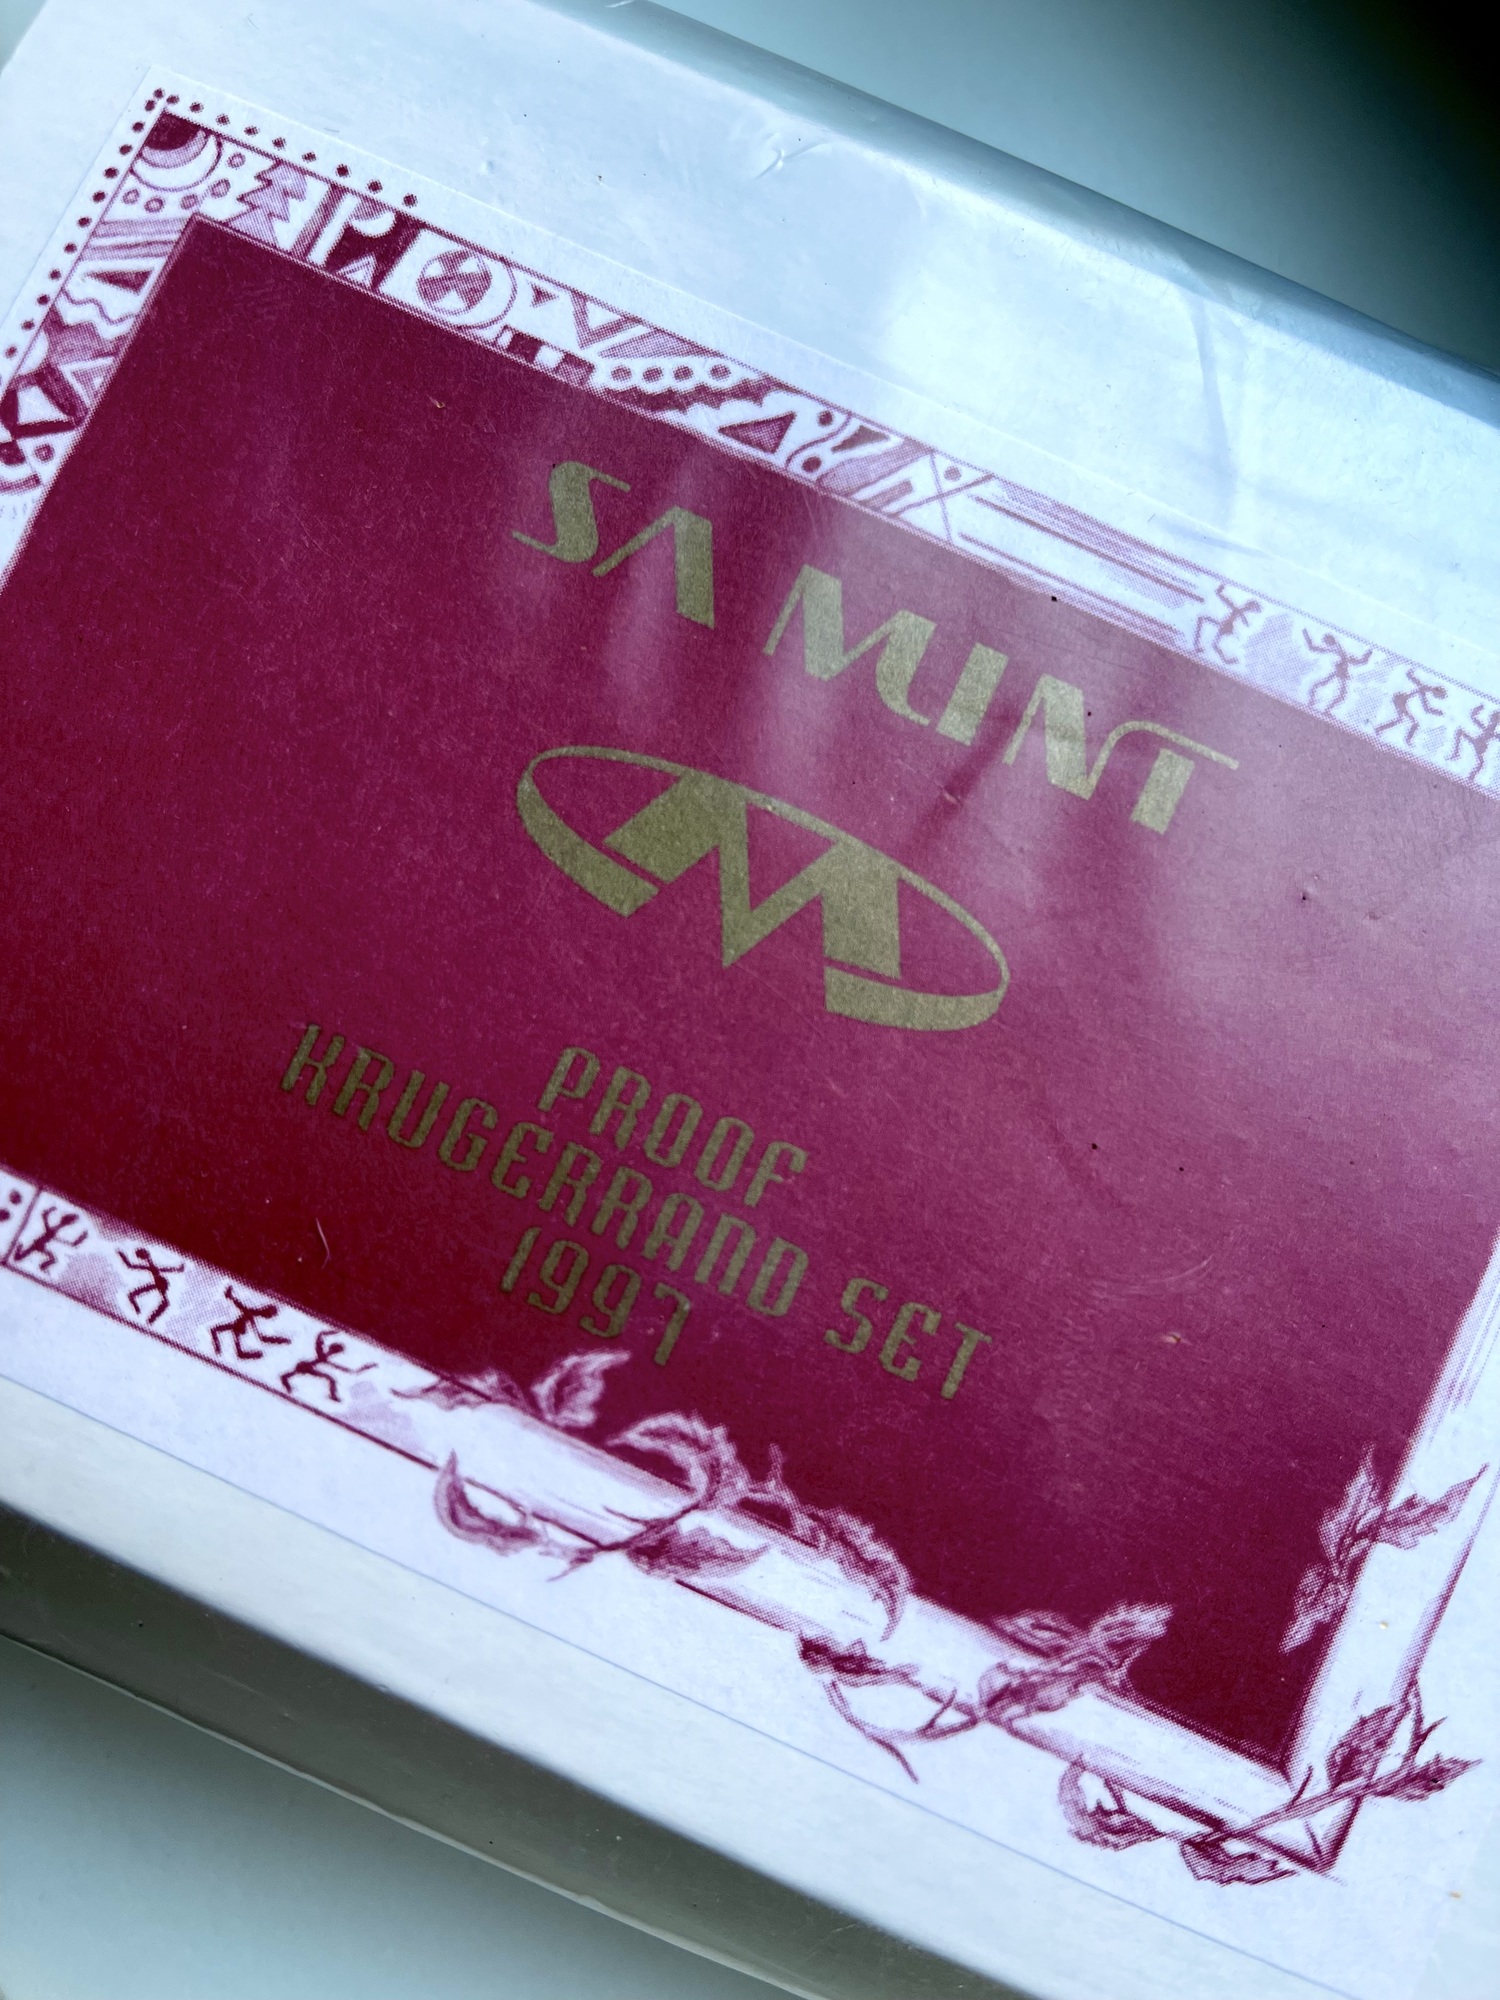 SA MINT
M
PROOF
KRUGERRAND SET
1997